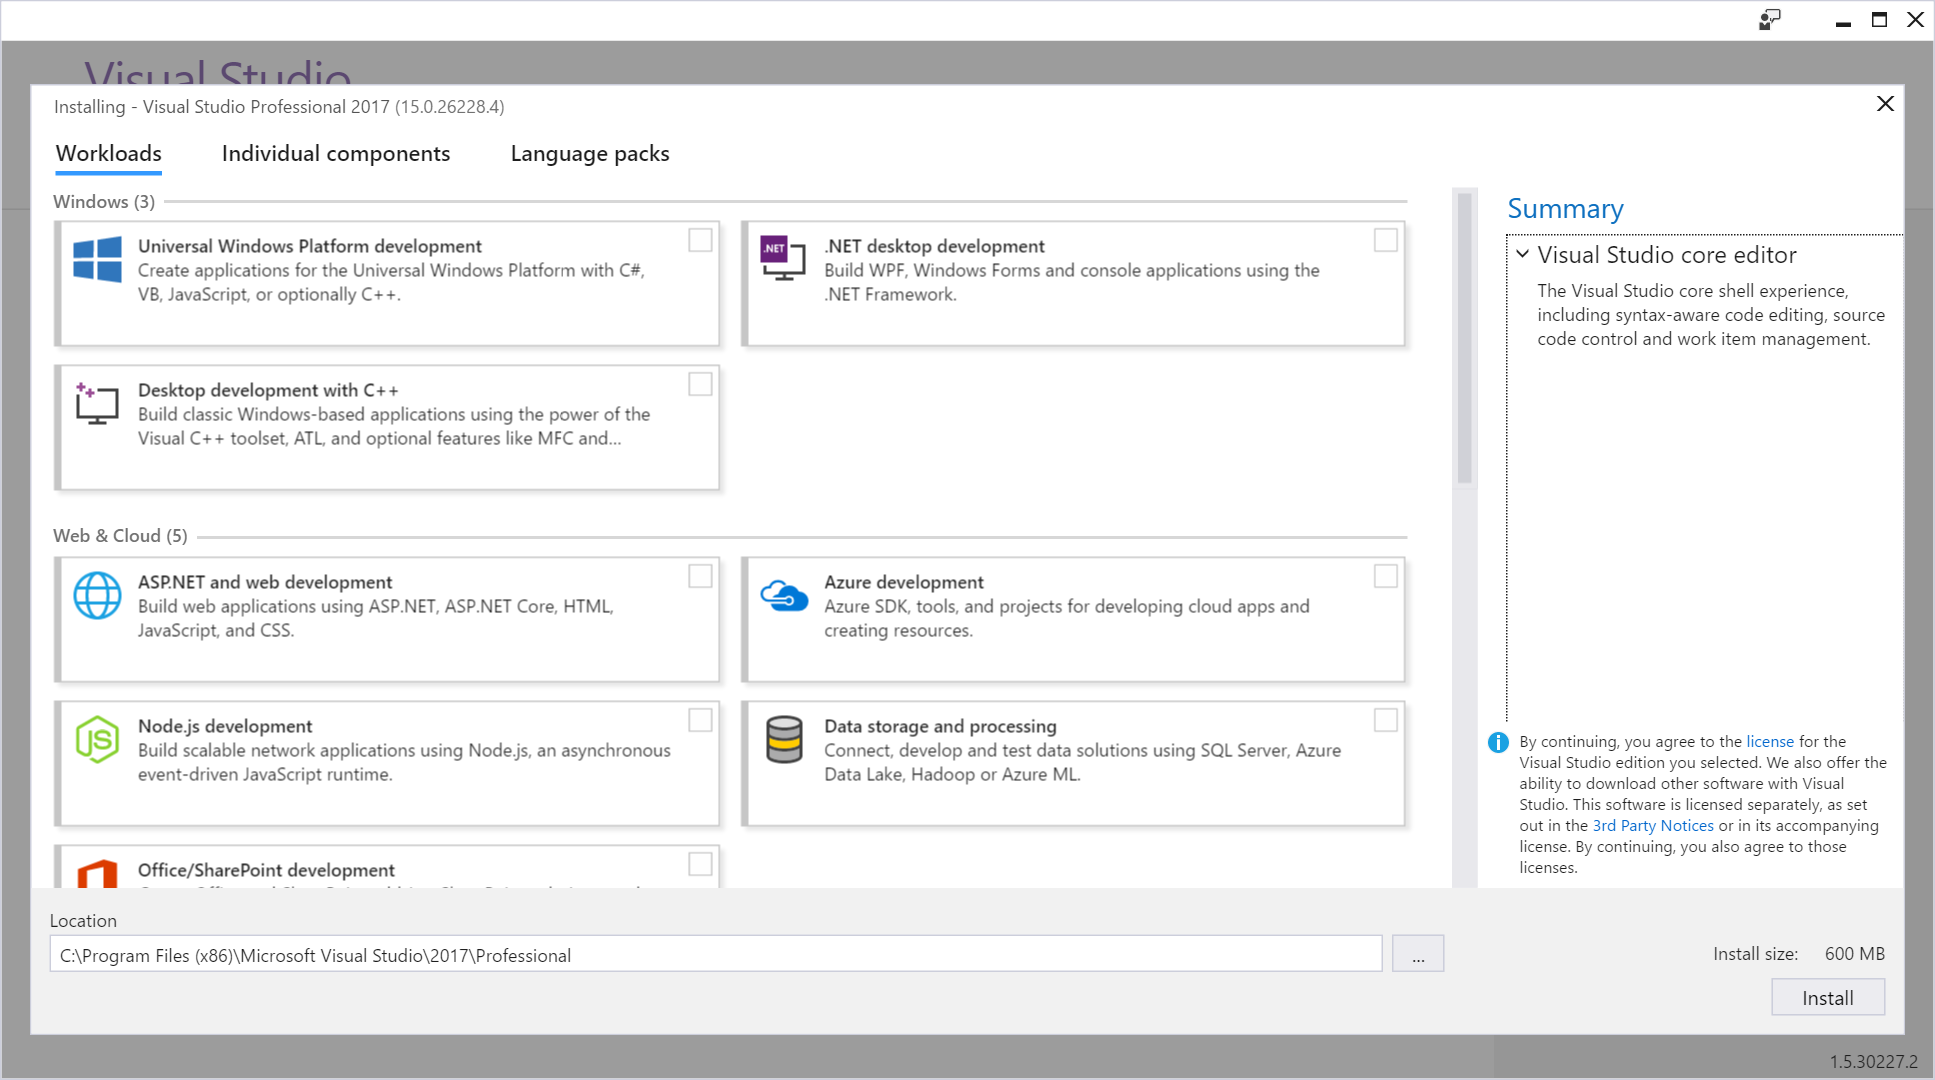 Visual Studio
Installing - Visual Studio Professional 2017 (15.0.26228.4)
Workloads
Individual components
Language packs
Windows (3)
Universal Windows Platform development
Create applications for the Universal Windows Platform with C#,
VB, JavaScript, or optionally C++.
.NET
.NET desktop development
Build WPF, Windows Forms and console applications using the
.NET Framework.
Desktop development with C++
Build classic Windows-based applications using the power of the
Visual C++ toolset, ATL, and optional features like MFC and...
Web & Cloud (5)
ASP.NET and web development
Build web applications using ASP.NET, ASP.NET Core, HTML,
JavaScript, and CSS.
Azure development
Azure SDK, tools, and projects for developing cloud apps and
creating resources.
JS
Node.js development
Build scalable network applications using Node.js, an asynchronous
event-driven JavaScript runtime.
Data storage and processing
Connect, develop and test data solutions using SQL Server, Azure
Data Lake, Hadoop or Azure ML.
Office/SharePoint development
Summary
Visual Studio core editor
The Visual Studio core shell experience,
including syntax-aware code editing, source
code control and work item management.
By continuing, you agree to the license for the
Visual Studio edition you selected. We also offer the
ability to download other software with Visual
Studio. This software is licensed separately, as set
out in the 3rd Party Notices or in its accompanying
license. By continuing, you also agree to those
licenses.
Location
C:\Program Files (x86)\Microsoft Visual Studio\2017\Professional
...
Install size: 600 MB
Install
1.5.30227.2